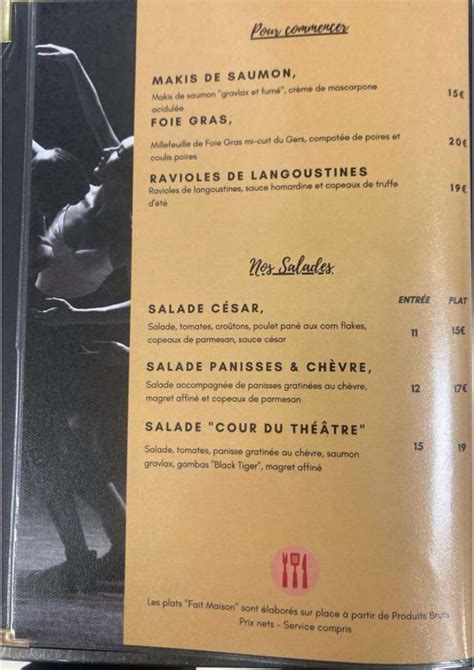 Pour commencer
MAKIS DE SAUMON,
Makis de saumon "gravlax et fumé", crème de mascarpone 15€
acidulée
FOIE GRAS,
Millefeuille de Foie Gras mi-cuit du Gers, compotée de poires et 20€
coulis poires
RAVIOLES DE LANGOUSTINES
Ravioles de langoustines, sauce homardine et copeaux de truffe 19€
d'été
Nos Salades
ENTRÉE PLAT
SALADE CÉSAR,
Salade, tomates, croûtons, poulet pané aux corn flakes, 11 15€
copeaux de parmesan, sauce césar
SALADE PANISSES & CHÈVRE,
Salade accompagnée de panisses gratinées au chèvre, 12 17€
magret affiné et copeaux de parmesan
SALADE "COUR DU THÉÂTRE"
Salade, tomates, panisse gratinée au chèvre, saumon 15 19
gravlax, gambas "Black Tiger", magret affiné
Les plats "Fait Maison" sont élaborés sur place à partir de Produits Bruts
Prix nets - Service compris